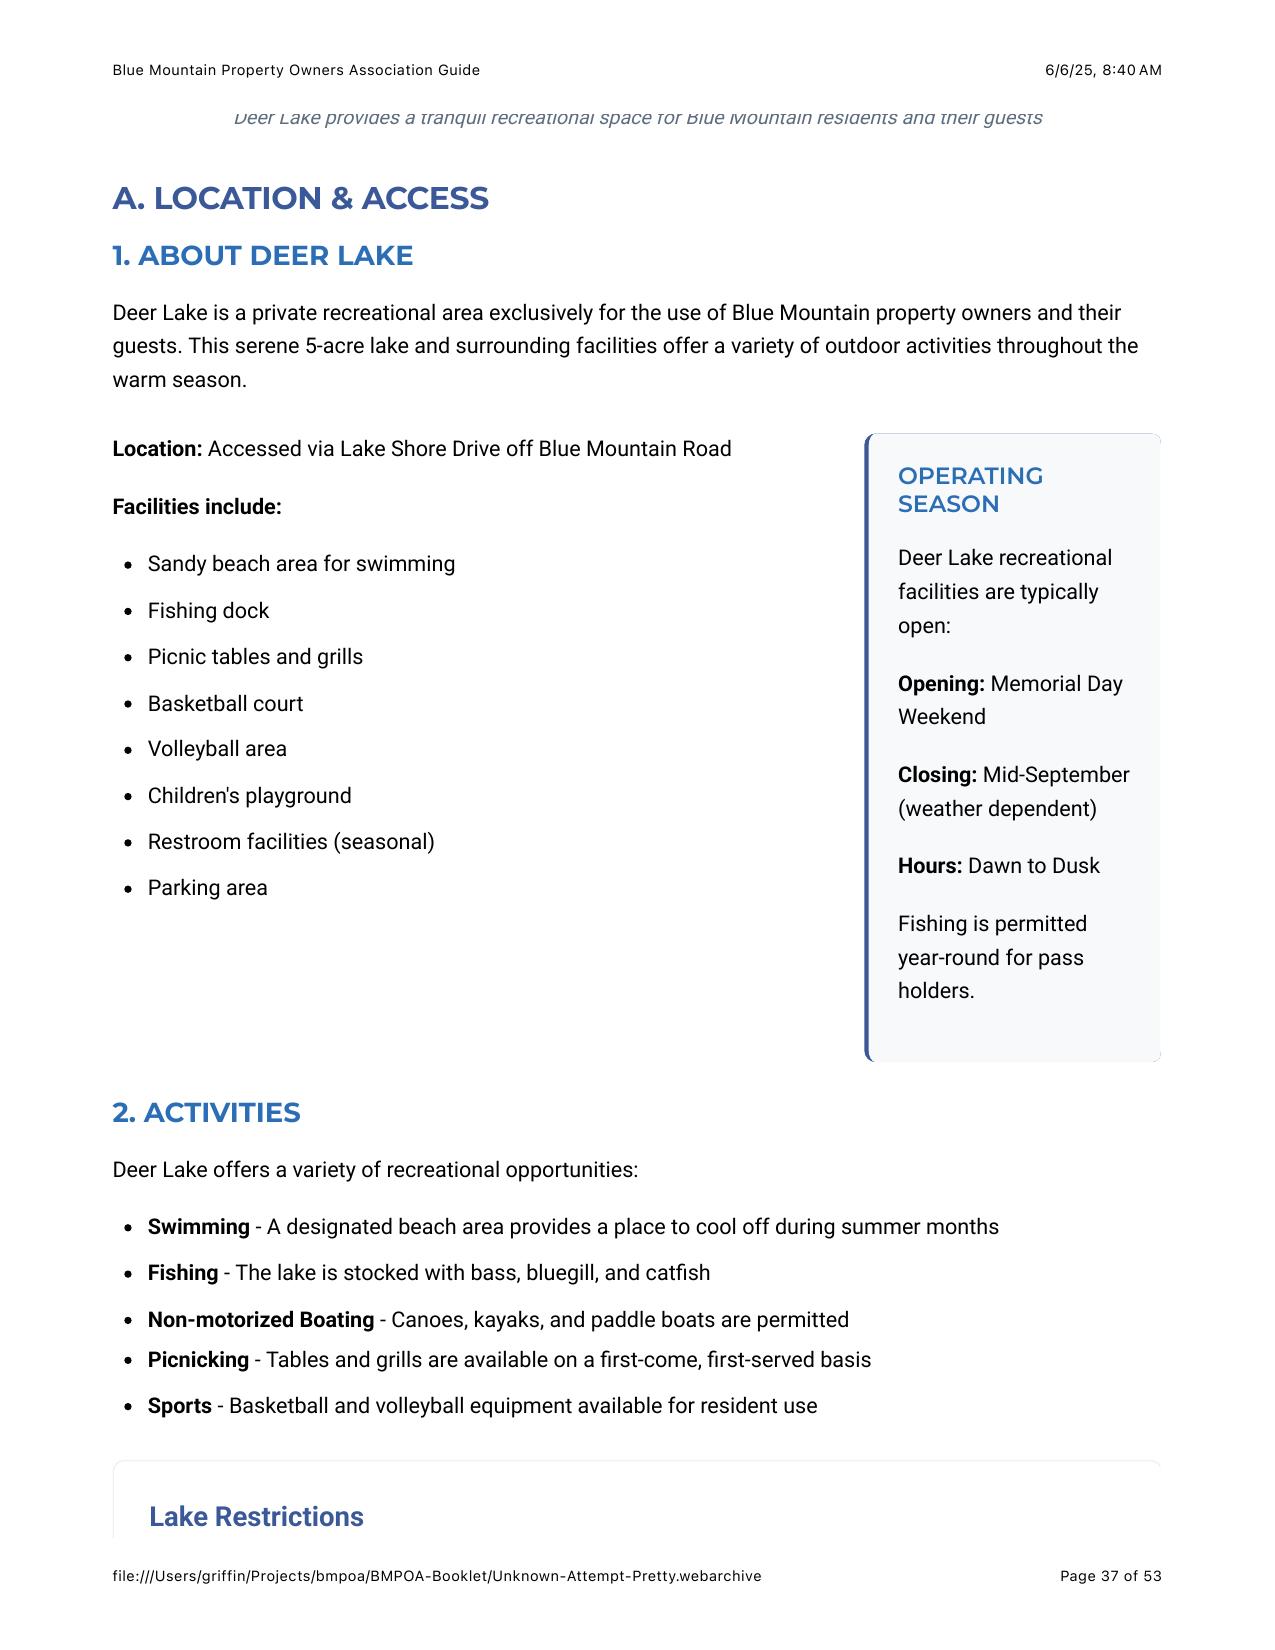 Blue Mountain Property Owners Association Guide
6/6/25, 8:40 AM
Deer Lake provides a tranquil recreational space for Blue Mountain residents and their guests
A. LOCATION & ACCESS
1. ABOUT DEER LAKE
Deer Lake is a private recreational area exclusively for the use of Blue Mountain property owners and their
guests. This serene 5-acre lake and surrounding facilities offer a variety of outdoor activities throughout the
warm season.
Location: Accessed via Lake Shore Drive off Blue Mountain Road
Facilities include:
• Sandy beach area for swimming
• Fishing dock
• Picnic tables and grills
• Basketball court
• Volleyball area
• Children's playground
• Restroom facilities (seasonal)
• Parking area
OPERATING
SEASON
Deer Lake recreational
facilities are typically
open:
Opening: Memorial Day
Weekend
Closing: Mid-September
(weather dependent)
Hours: Dawn to Dusk
Fishing is permitted
year-round for pass
holders.
2. ACTIVITIES
Deer Lake offers a variety of recreational opportunities:
• Swimming - A designated beach area provides a place to cool off during summer months
• Fishing - The lake is stocked with bass, bluegill, and catfish
• Non-motorized Boating - Canoes, kayaks, and paddle boats are permitted
• Picnicking - Tables and grills are available on a first-come, first-served basis
• Sports - Basketball and volleyball equipment available for resident use
Lake Restrictions
file:///Users/griffin/Projects/bmpoa/BMPOA-Booklet/Unknown-Attempt-Pretty.webarchive
Page 37 of 53